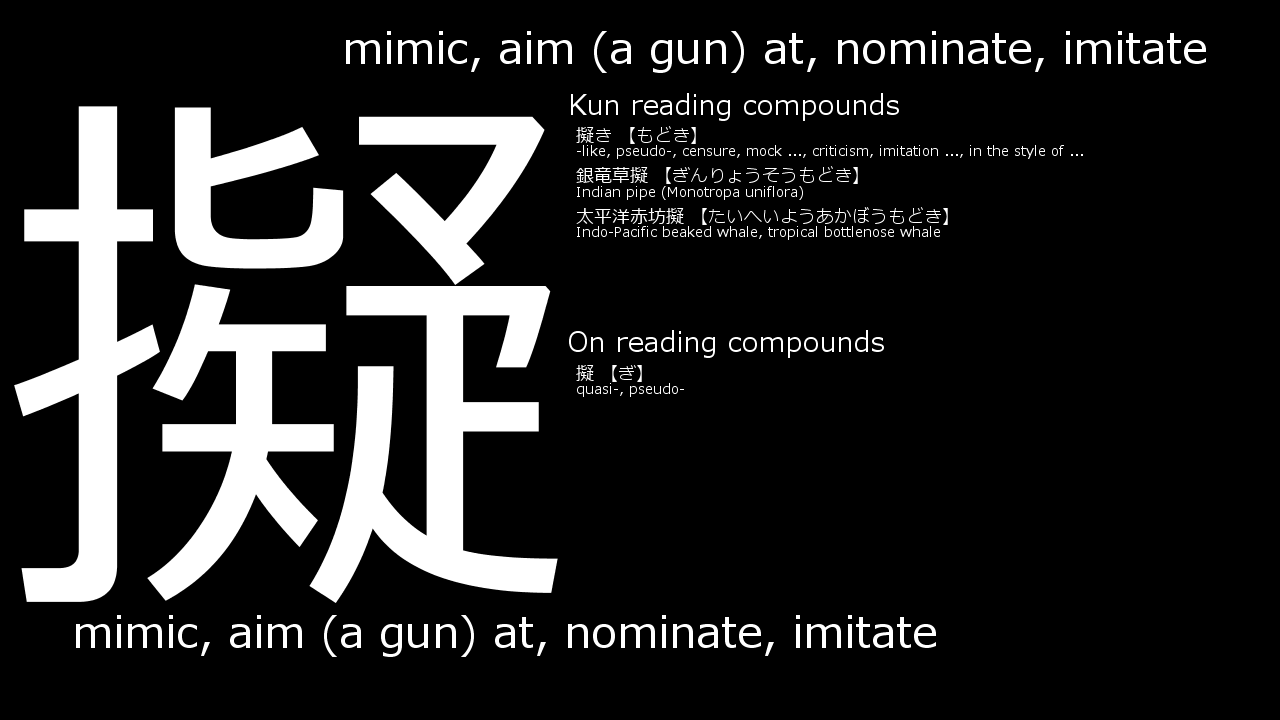 mimic, aim (a gun) at, nominate, imitate
擬
Kun reading compounds
擬き 【もどき】
-like, pseudo-, censure, mock ..., criticism, imitation ..., in the style of ...
銀竜草擬 【ぎんりょうそうもどき】
Indian pipe (Monotropa uniflora)
太平洋赤坊擬 【たいへいようあかぼうもどき】
Indo-Pacific beaked whale, tropical bottlenose whale
On reading compounds
擬 【ぎ】
quasi-, pseudo-
mimic, aim (a gun) at, nominate, imitate